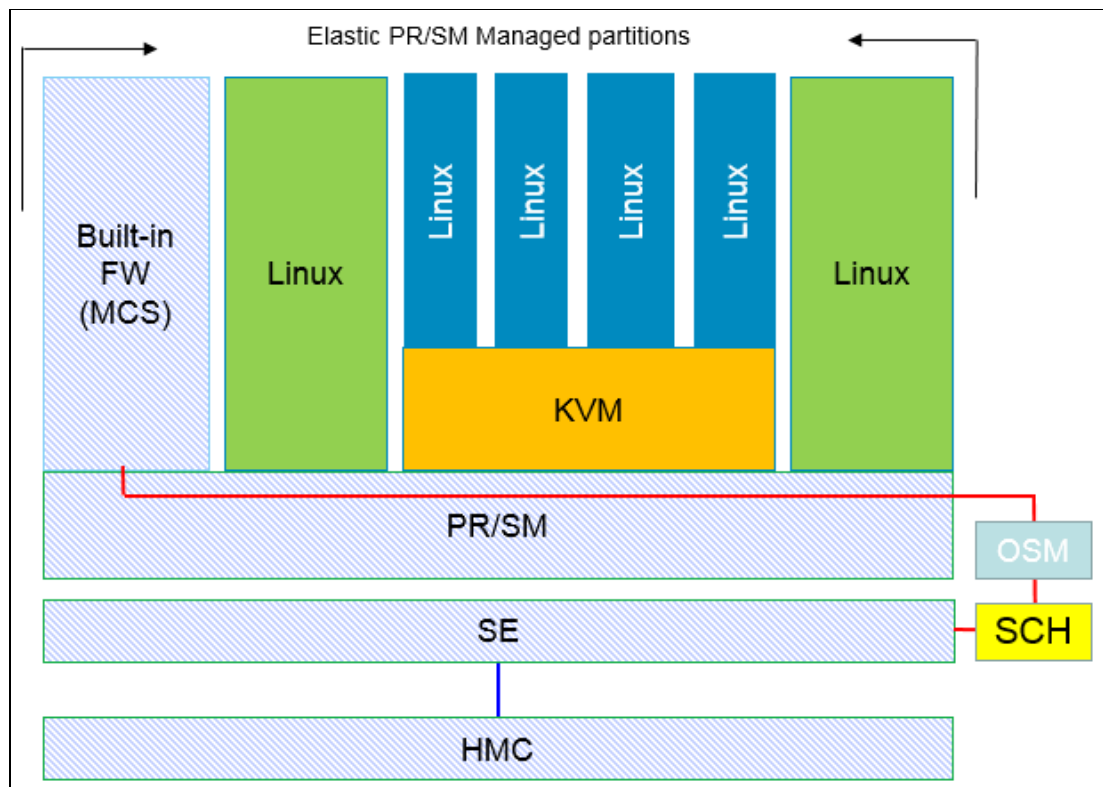 Elastic PR/SM Managed partitions
Built-in
FW
(MCS)
Linux
Linux
Linux
Linux
Linux
Linux
KVM
PR/SM
OSM
SE
SCH
HMC